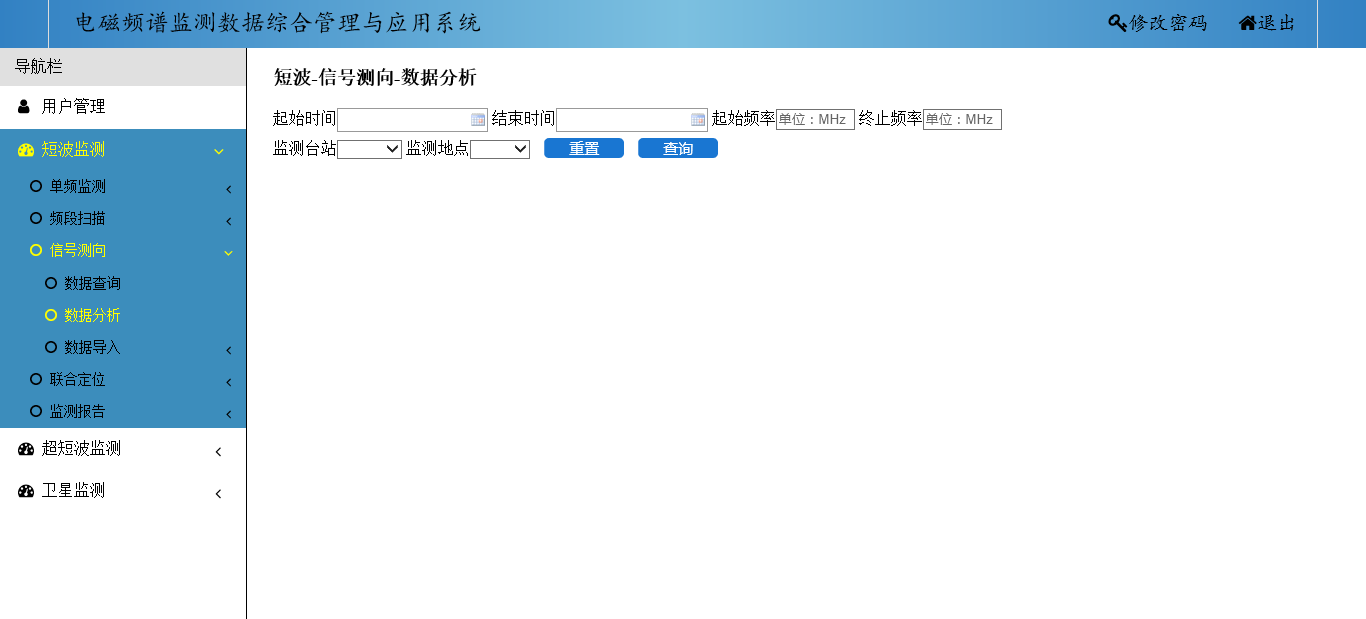 电磁频谱监测数据综合管理与应用系统 修改密码 退出
导航栏
用户管理
短波监测
单频监测
频段扫描
信号测向
数据查询
数据分析
数据导入
联合定位
监测报告
超短波监测
卫星监测
短波-信号测向-数据分析
起始时间 结束时间 起始频率 单位：MHz 终止频率 单位：MHz
监测台站 监测地点 重置 查询